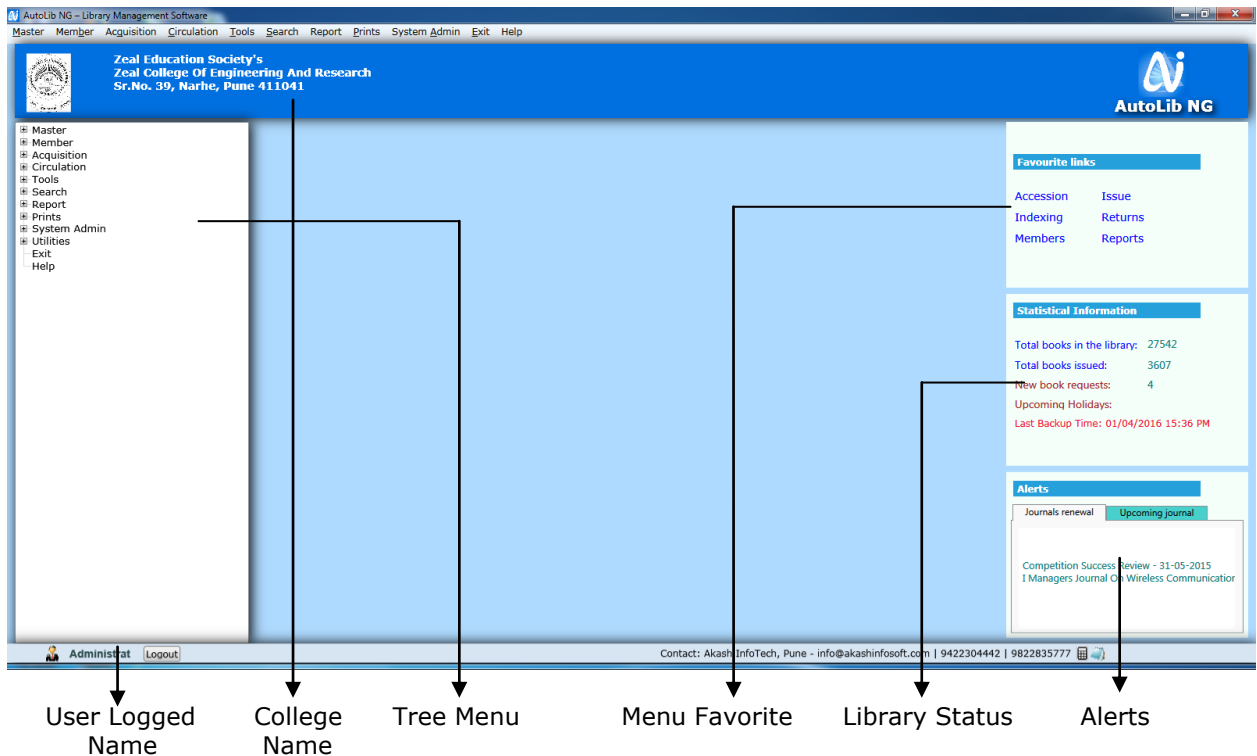 AutoLib NG – Library Management Software
Master Member Acquisition Circulation Tools Search Report Prints System Admin Exit Help
Zeal Education Society's
Zeal College Of Engineering And Research
Sr.No. 39, Narhe, Pune 411041
AutoLib NG
Master
Member
Acquisition
Circulation
Tools
Search
Report
Prints
System Admin
Utilities
Exit
Help
Favourite links
Accession Issue
Indexing Returns
Members Reports
Statistical Information
Total books in the library: 27542
Total books issued: 3607
New book requests: 4
Upcoming Holidays:
Last Backup Time: 01/04/2016 15:36 PM
Alerts
Journals renewal Upcoming journal
Competition Success Review - 31-05-2015
I Managers Journal On Wireless Communication
Administrat Logout
Contact: Akash InfoTech, Pune - info@akashinfosoft.com | 9422304442 | 9822835777
User Logged Name
College Name
Tree Menu
Menu Favorite
Library Status
Alerts